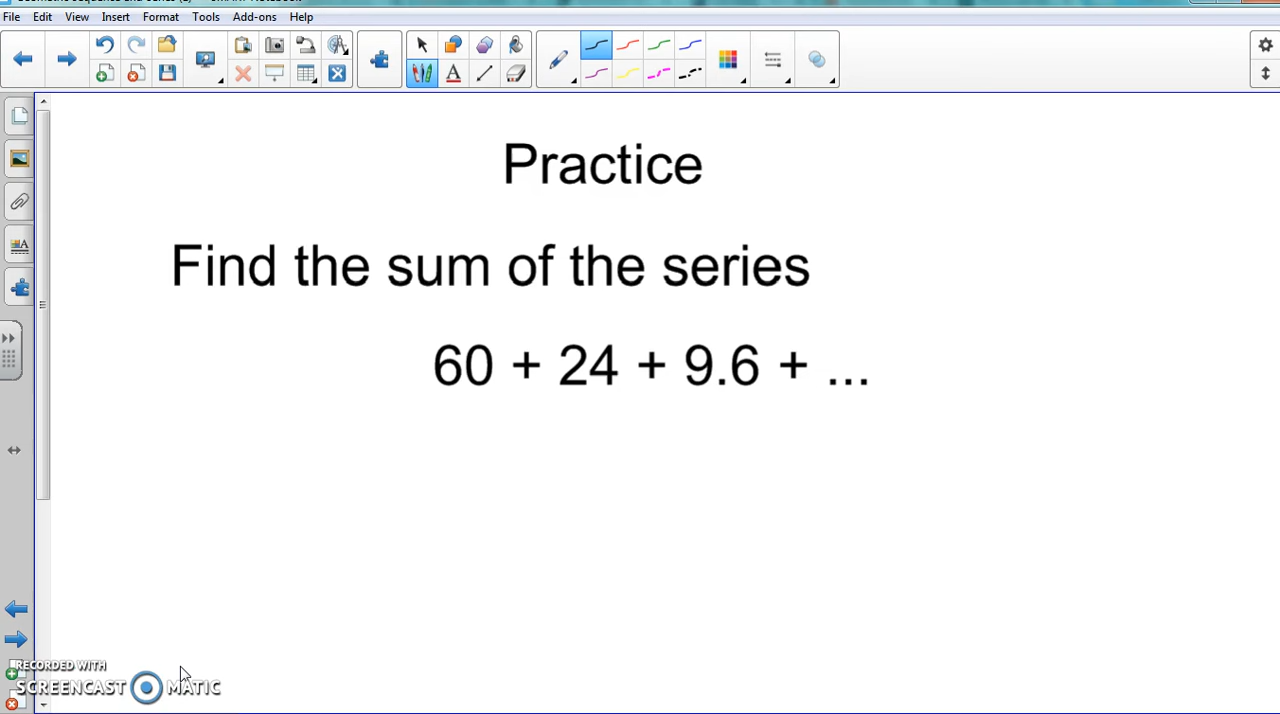 File Edit View Insert Format Tools Add-ons Help
Practice
Find the sum of the series
60 + 24 + 9.6 + ...
RECORDED WITH
SCREENCAST MATIC